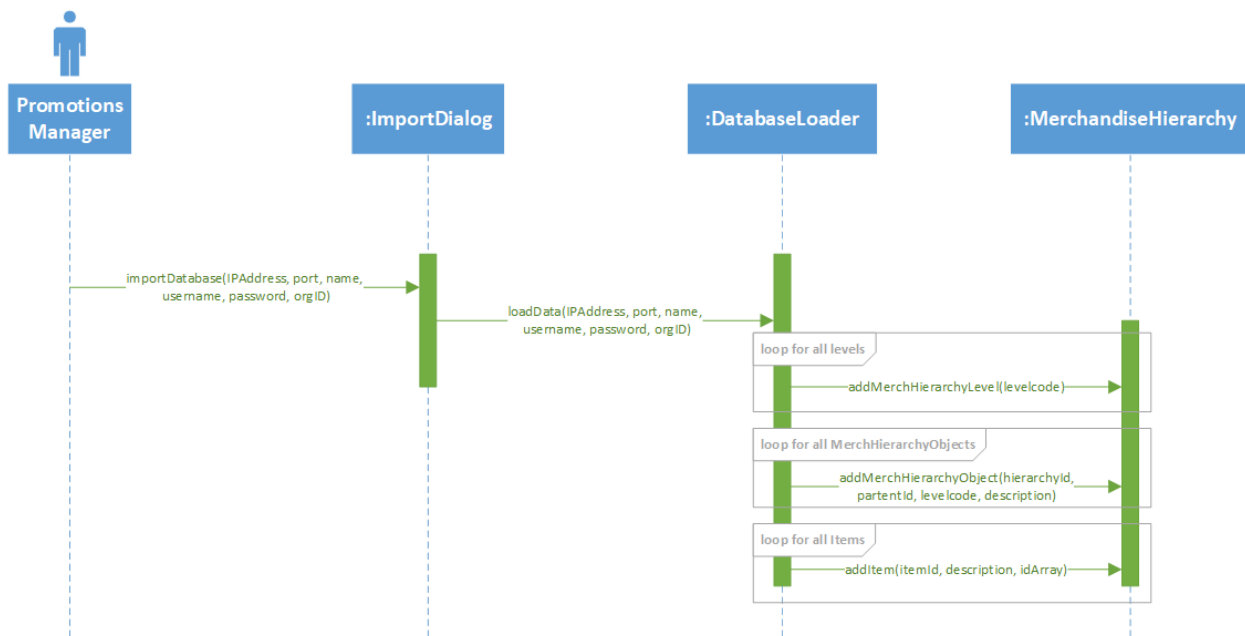 Promotions
Manager
:ImportDialog
:DatabaseLoader
:MerchandiseHierarchy
importDatabase(IPAddress, port, name,
username, password, orgID)
loadData(IPAddress, port, name,
username, password, orgID)
loop for all levels
addMerchHierarchyLevel(levelcode)
loop for all MerchHierarchyObjects
addMerchHierarchyObject(hierarchyId,
partentId, levelcode, description)
loop for all Items
addItem(itemId, description, idArray)